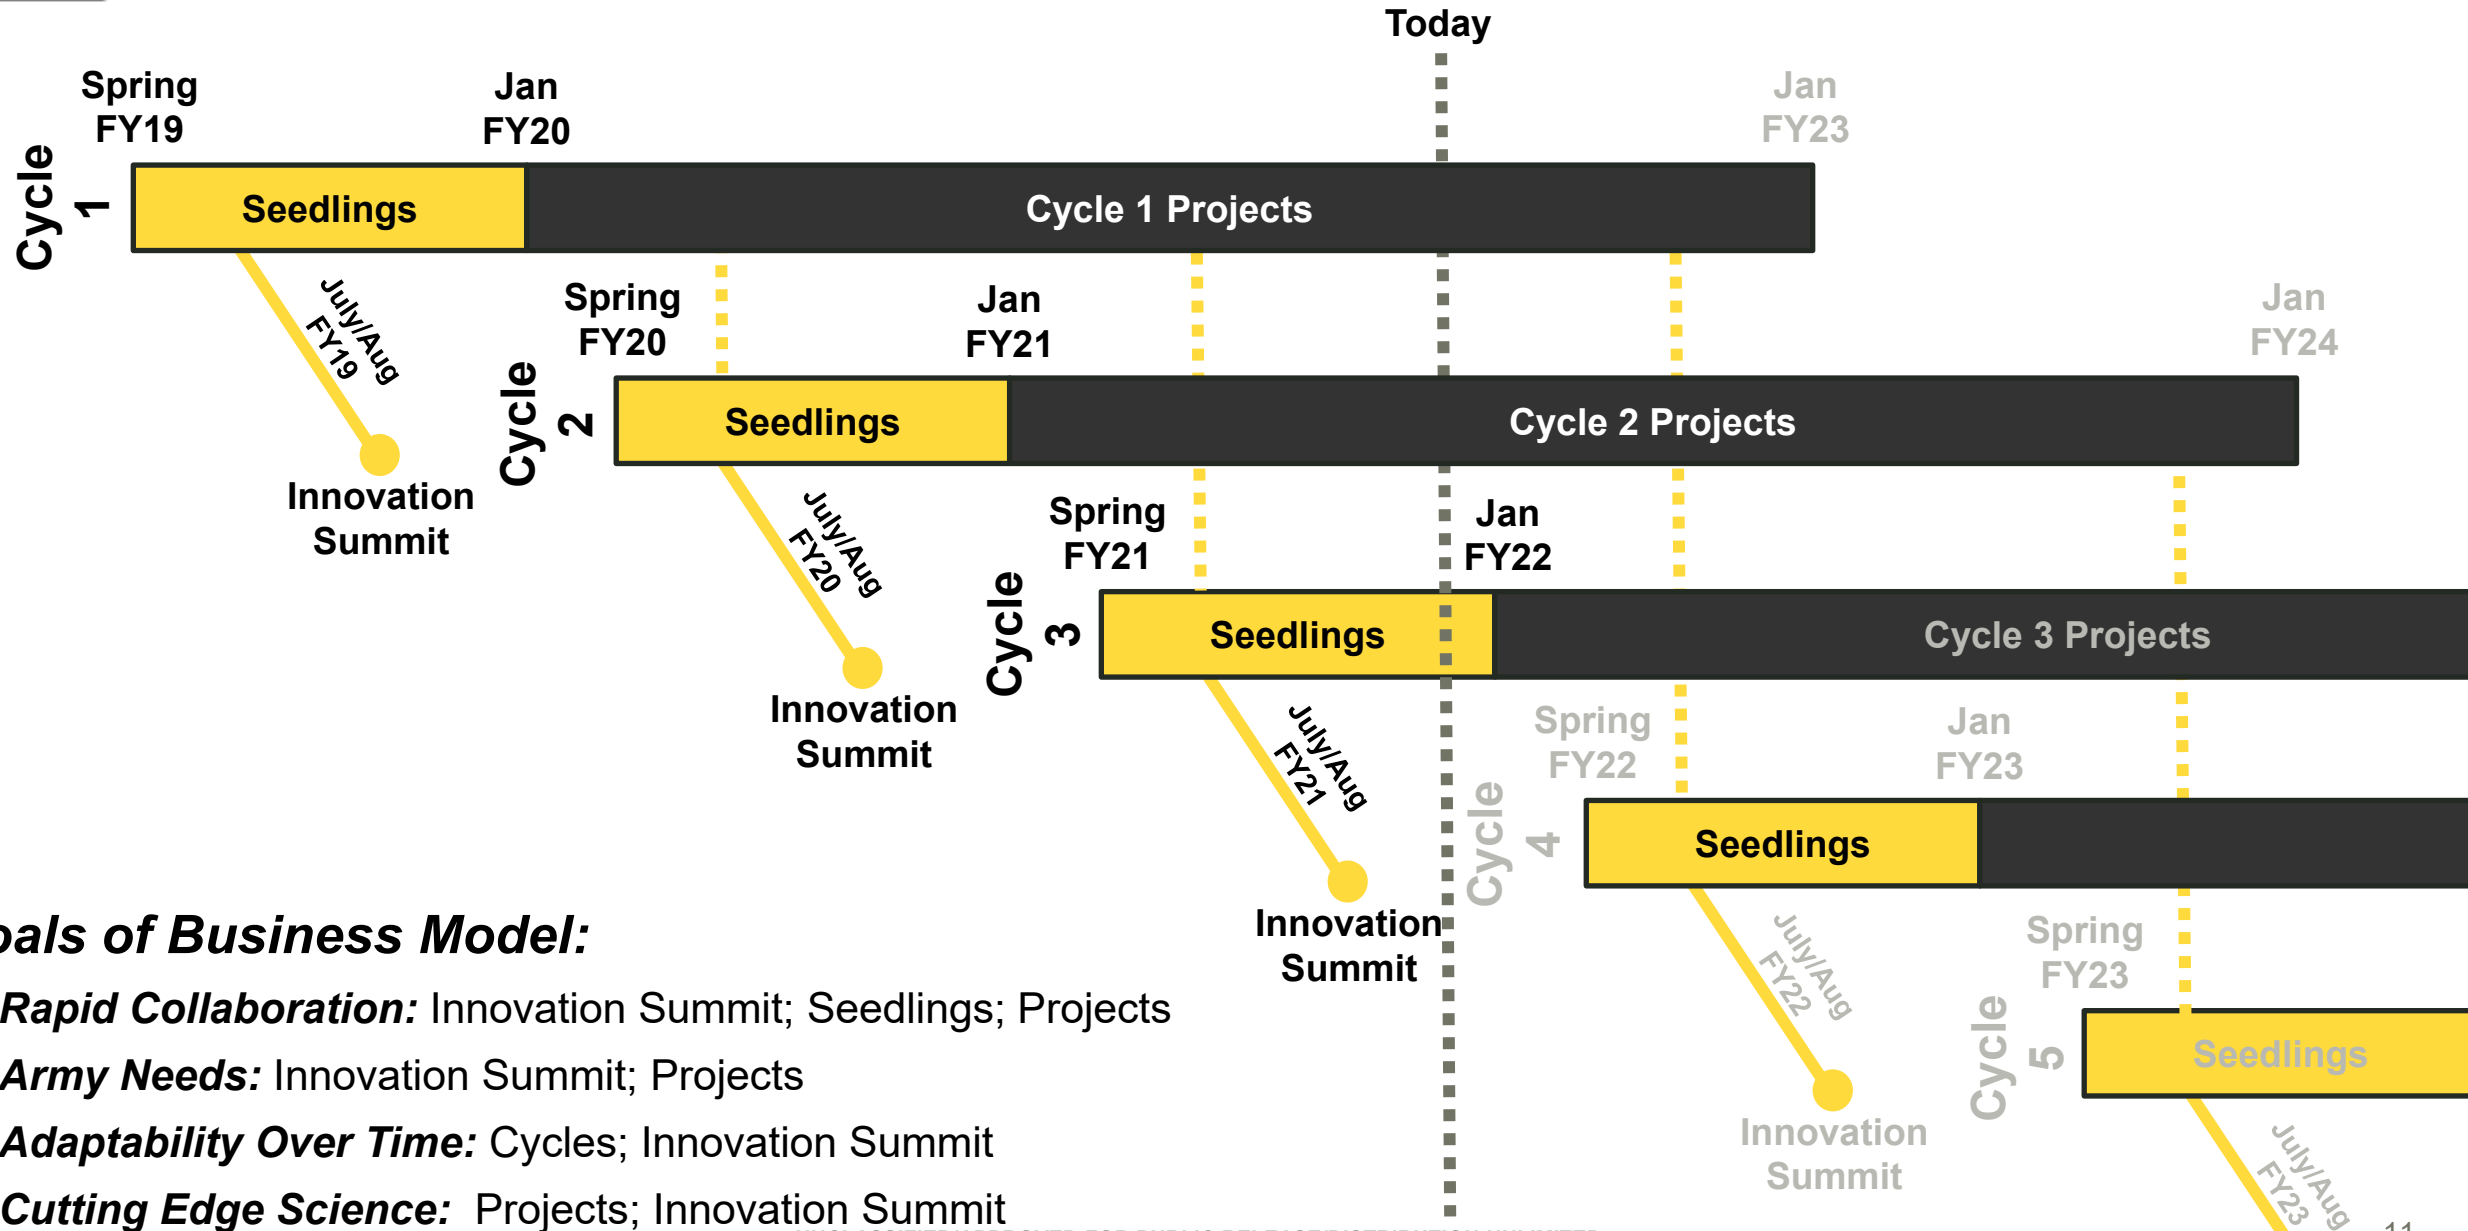 Today
Spring
FY19
Jan
FY20
Jan
FY23
Cycle
1
Seedlings
Cycle 1 Projects
July/Aug
FY19
Innovation
Summit
Spring
FY20
Jan
FY21
Jan
FY24
Cycle
2
Seedlings
Cycle 2 Projects
July/Aug
FY20
Innovation
Summit
Spring
FY21
Jan
FY22
Cycle
3
Seedlings
Cycle 3 Projects
July/Aug
FY21
Innovation
Summit
Spring
FY22
Jan
FY23
Cycle
4
Seedlings
July/Aug
FY22
Innovation
Summit
Spring
FY23
Cycle
5
Seedlings
July/Aug
FY23
oals of Business Model:
Rapid Collaboration: Innovation Summit; Seedlings; Projects
Army Needs: Innovation Summit; Projects
Adaptability Over Time: Cycles; Innovation Summit
Cutting Edge Science: Projects; Innovation Summit
11